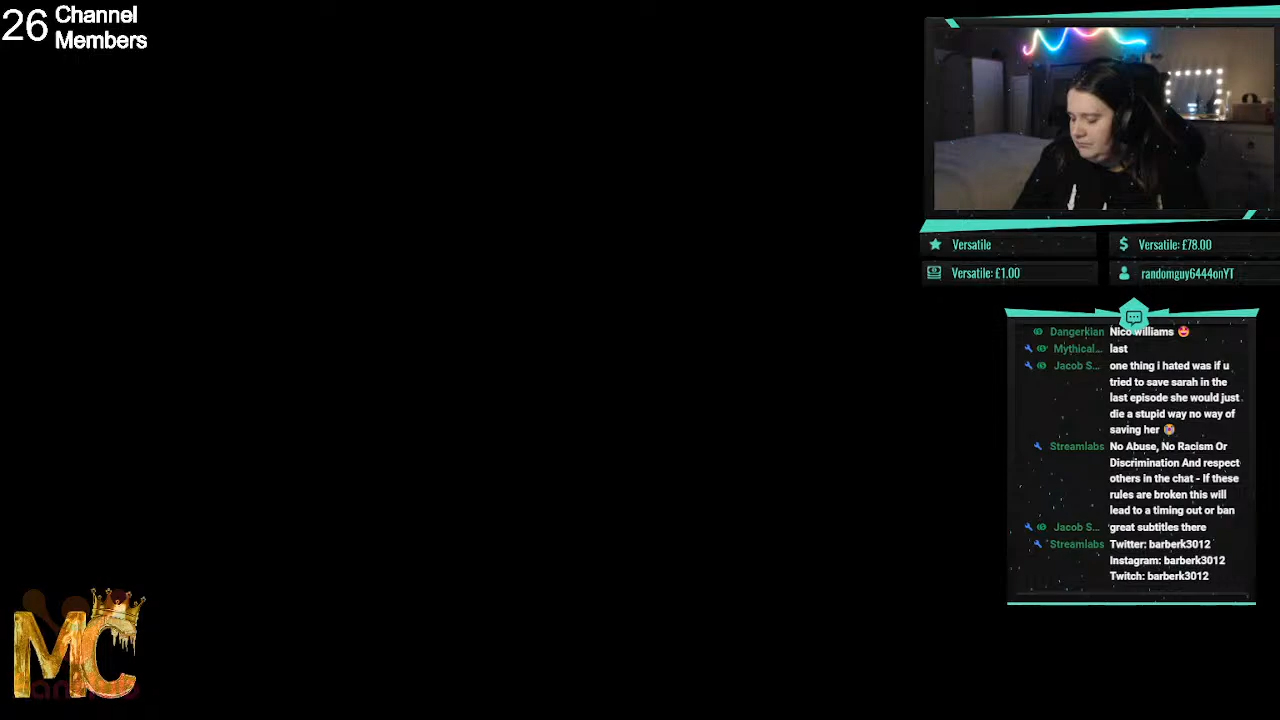 26 Channel
Members
Versatile
Versatile: £78.00
Versatile: £1.00
randomguy6444onYT
Dangerkian Nico williams
Mythical... last
Jacob S... one thing i hated was if u
tried to save sarah in the
last episode she would just
die a stupid way no way of
saving her
Streamlabs No Abuse, No Racism Or
Discrimination And respect
others in the chat - If these
rules are broken this will
lead to a timing out or ban
Jacob S... great subtitles there
Streamlabs Twitter: barberk3012
Instagram: barberk3012
Twitch: barberk3012
MC